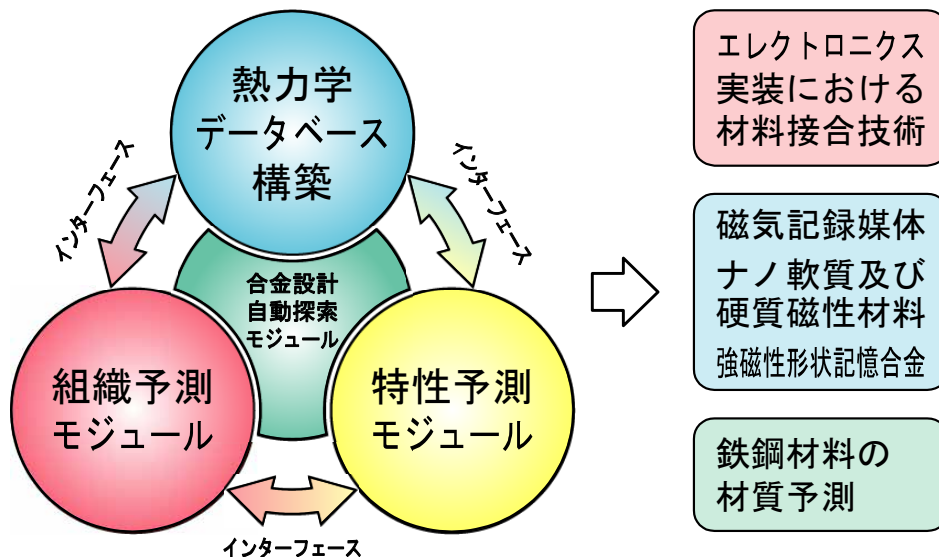 熱力学
データベース
構築
インターフェース
インターフェース
合金設計
自動探索
モジュール
組織予測
モジュール
特性予測
モジュール
インターフェース
エレクトロニクス
実装における
材料接合技術
磁気記録媒体
ナノ軟質及び
硬質磁性材料
強磁性形状記憶合金
鉄鋼材料の
材質予測